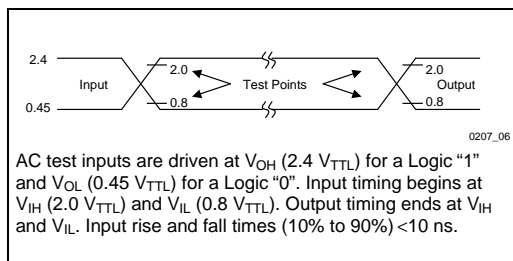 2.4
2.0
2.0
Input
Test Points
Output
0.8
0.8
0.45
0207_06
AC test inputs are driven at VOH (2.4 VTTL) for a Logic “1”
and VOL (0.45 VTTL) for a Logic “0”. Input timing begins at
VIH (2.0 VTTL) and VIL (0.8 VTTL). Output timing ends at VIH
and VIL. Input rise and fall times (10% to 90%) <10 ns.